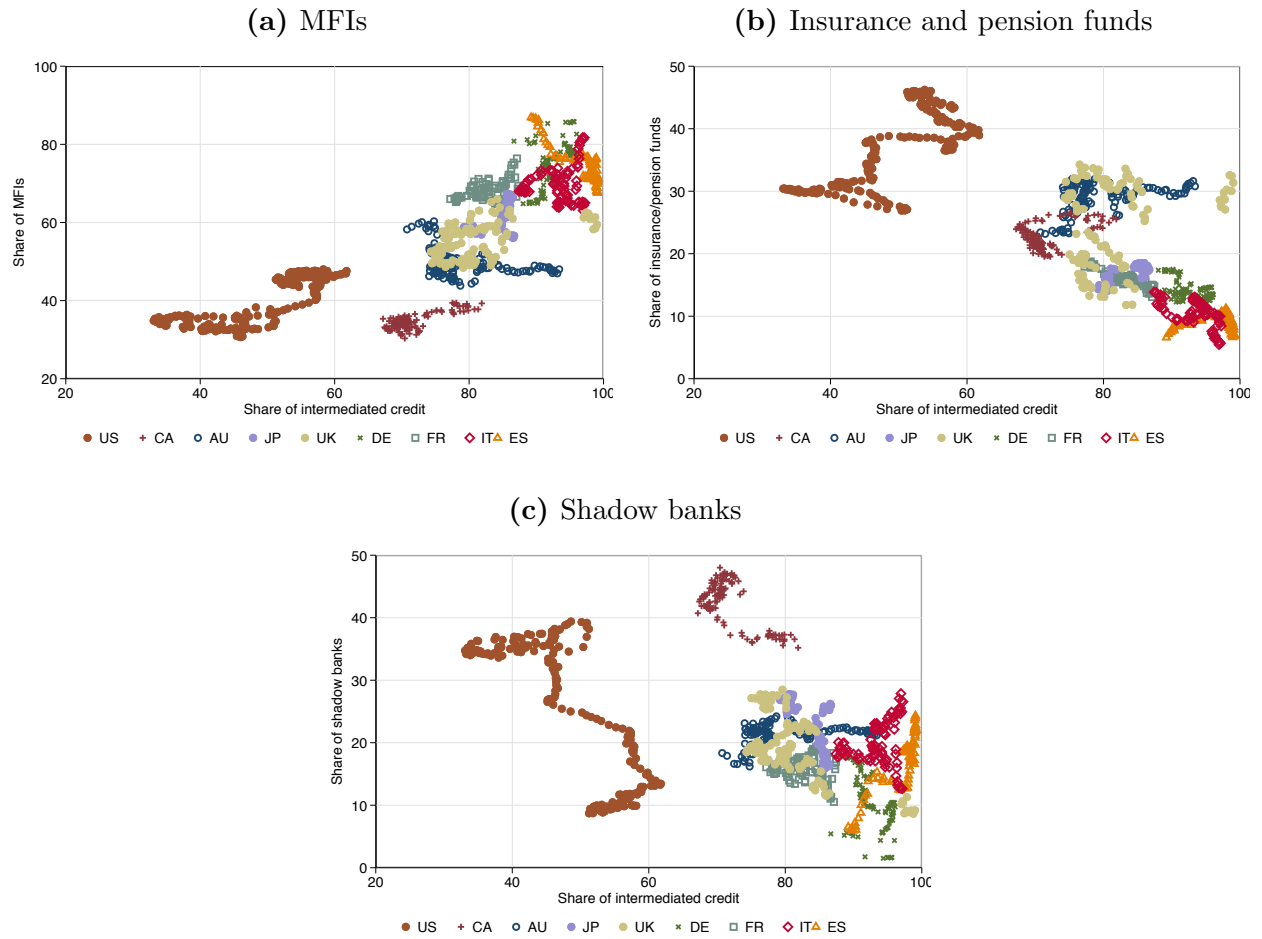 (a) MFIs
(b) Insurance and pension funds
100
80
60
40
20
Share of MFIs
20 40 60 80 100
Share of intermediated credit
US CA AU JP UK DE FR IT ES
50
40
30
20
10
0
Share of insurance/pension funds
20 40 60 80 100
Share of intermediated credit
US CA AU JP UK DE FR IT ES
(c) Shadow banks
50
40
30
20
10
0
Share of shadow banks
20 40 60 80 100
Share of intermediated credit
US CA AU JP UK DE FR IT ES